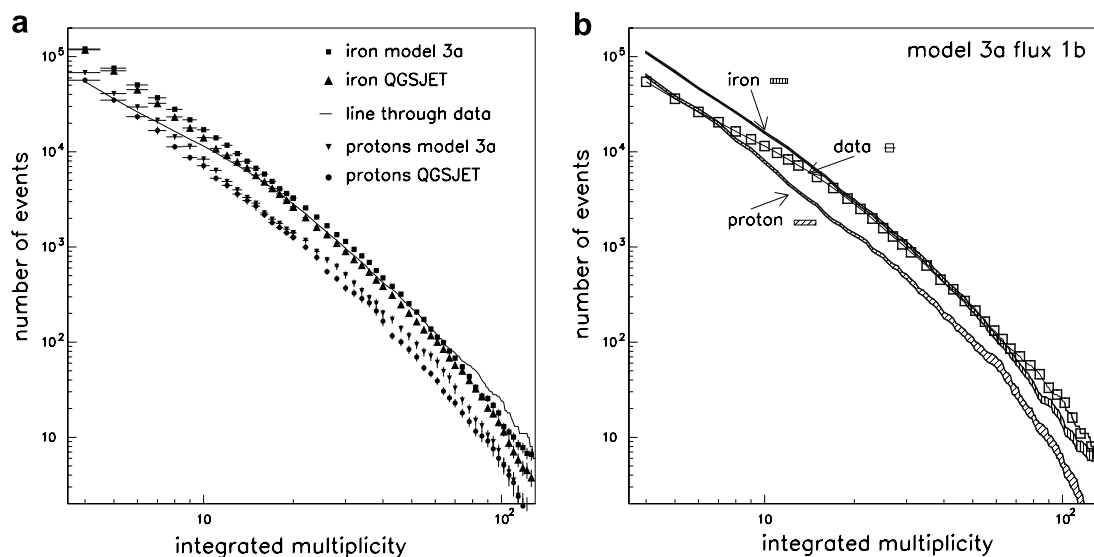 a
number of events
10^5
10^4
10^3
10^2
10
iron model 3a
iron QGSJET
line through data
protons model 3a
protons QGSJET
10
10^2
integrated multiplicity
b
number of events
10^5
10^4
10^3
10^2
10
model 3a flux 1b
iron
data
proton
10
10^2
integrated multiplicity